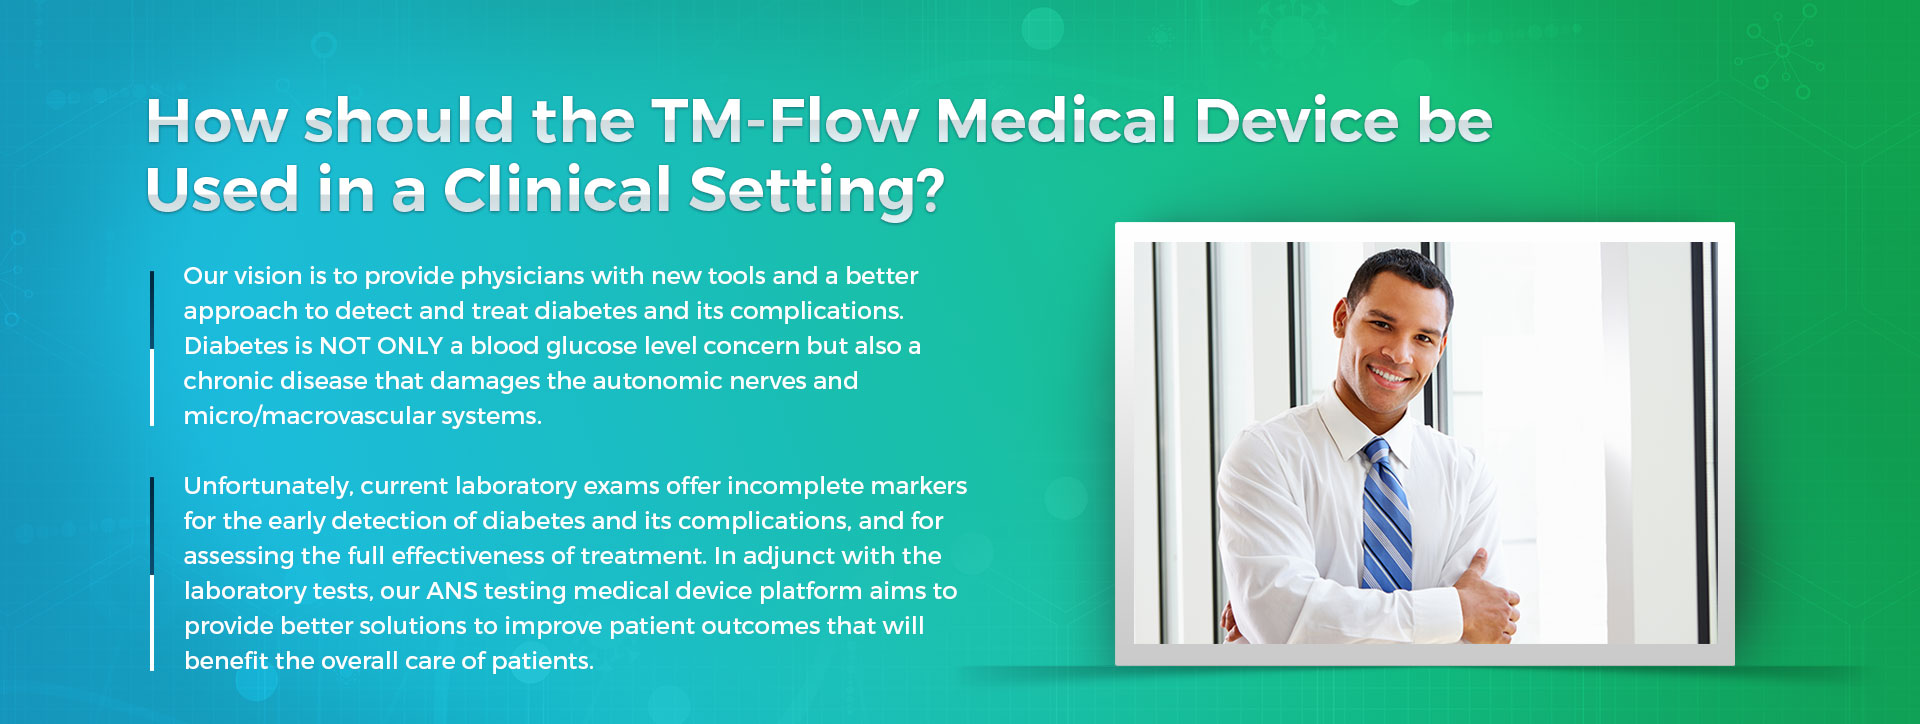 How should the TM-Flow Medical Device be
Used in a Clinical Setting?
Our vision is to provide physicians with new tools and a better
approach to detect and treat diabetes and its complications.
Diabetes is NOT ONLY a blood glucose level concern but also a
chronic disease that damages the autonomic nerves and
micro/macrovascular systems.
Unfortunately, current laboratory exams offer incomplete markers
for the early detection of diabetes and its complications, and for
assessing the full effectiveness of treatment. In adjunct with the
laboratory tests, our ANS testing medical device platform aims to
provide better solutions to improve patient outcomes that will
benefit the overall care of patients.